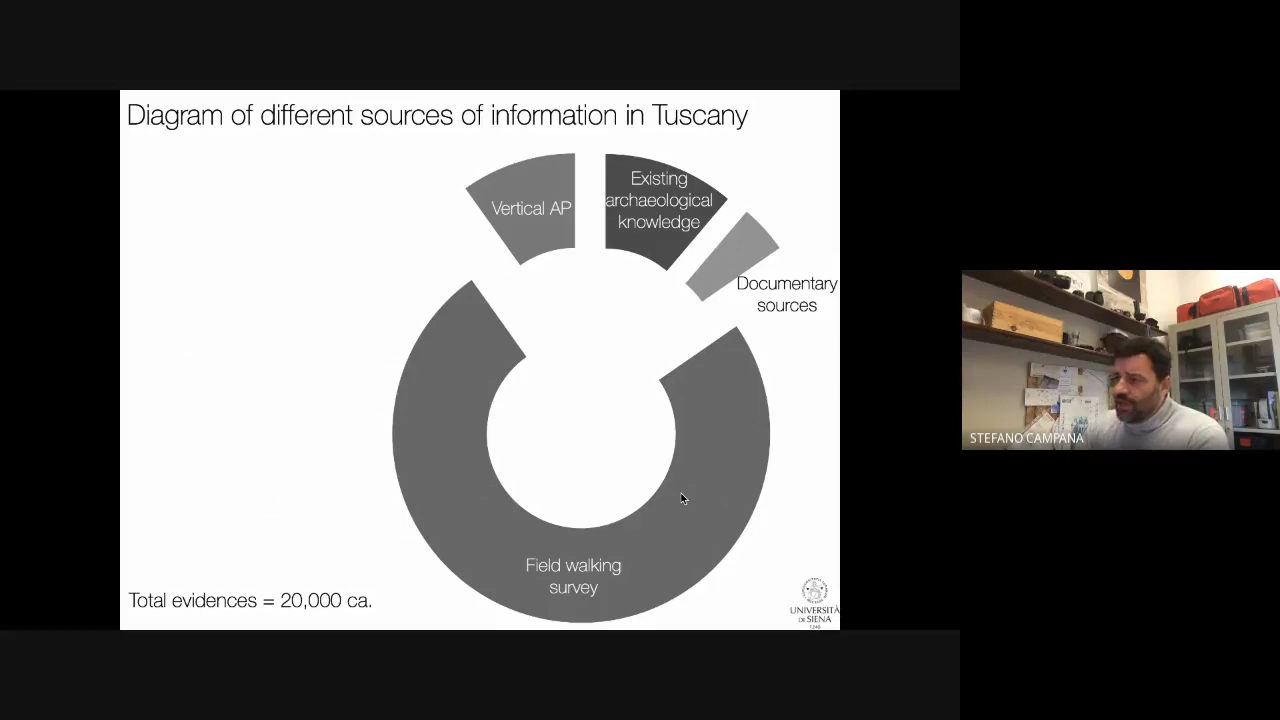 Diagram of different sources of information in Tuscany
Vertical AP
Existing
archaeological
knowledge
Documentary
sources
Field walking
survey
Total evidences = 20,000 ca.
UNIVERSITÀ
DI SIENA
1240
STEFANO CAMPANA